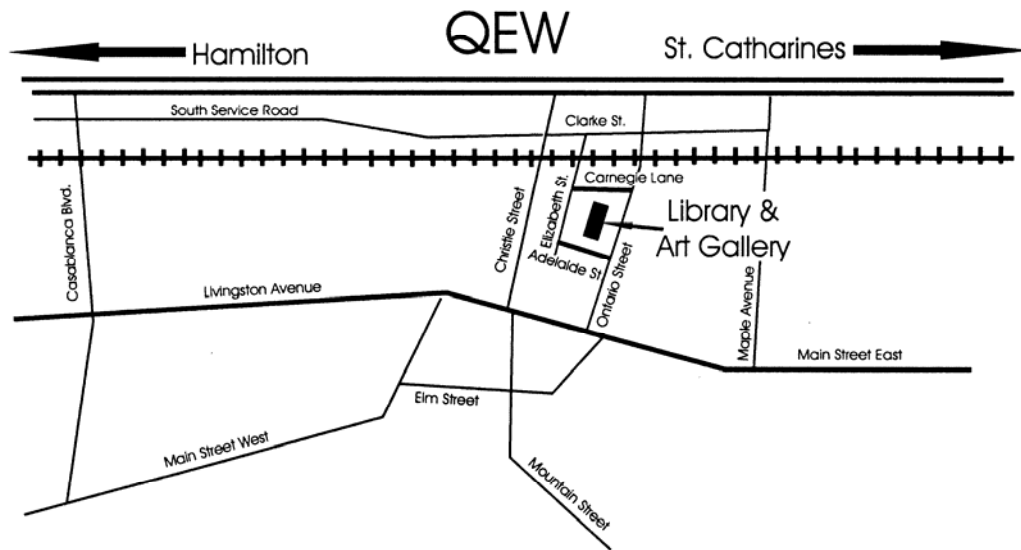 QEW
Hamilton
St. Catharines
South Service Road
Clarke St.
Carnegie Lane
Casablanca Blvd.
Christie Street
Elizabeth St.
Library &
Art Gallery
Adelaide St
Ontario Street
Maple Avenue
Livingston Avenue
Main Street East
Elm Street
Main Street West
Mountain Street